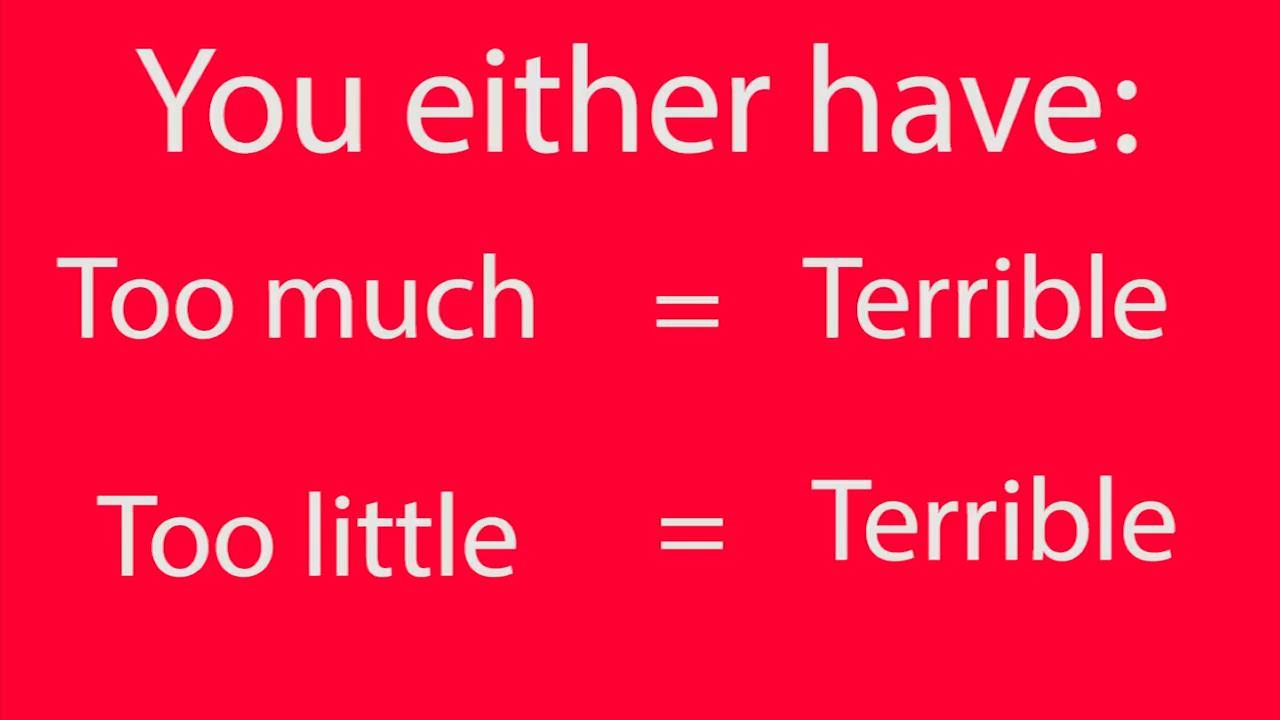 You either have:
Too much = Terrible
Too little = Terrible